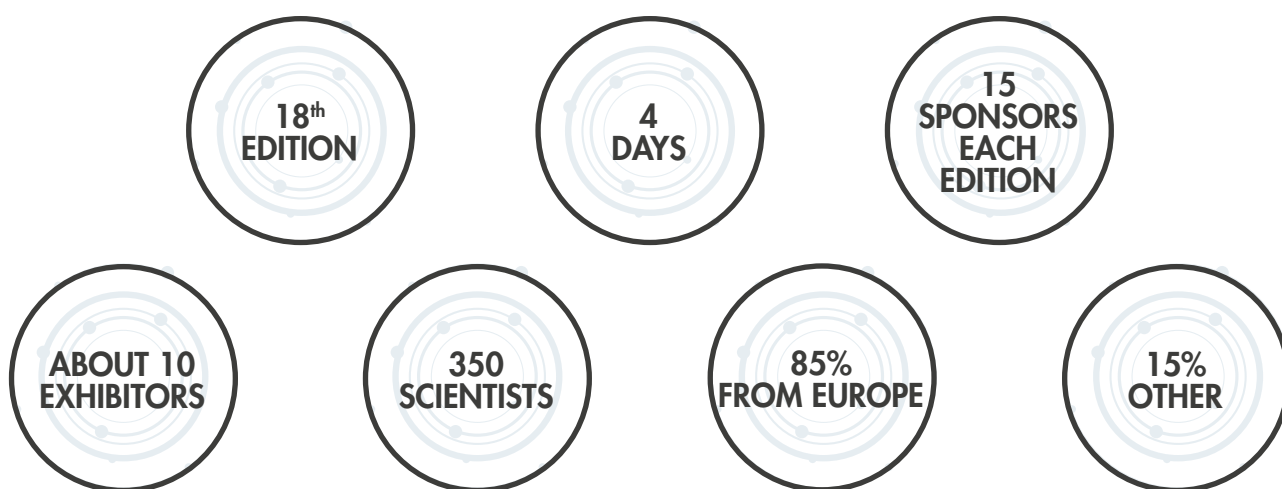 18th
EDITION
4
DAYS
15
SPONSORS
EACH
EDITION
ABOUT 10
EXHIBITORS
350
SCIENTISTS
85%
FROM EUROPE
15%
OTHER